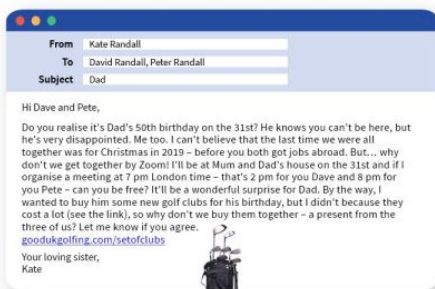 From Kate Randall
To David Randall, Peter Randall
Subject Dad
Hi Dave and Pete,
Do you realise it's Dad's 50th birthday on the 31st? He knows you can't be here, but
he's very disappointed. Me too. I can't believe that the last time we were all
together was for Christmas in 2019 – before you both got jobs abroad. But... why
don't we get together by Zoom! I'll be at Mum and Dad's house on the 31st and if I
organise a meeting at 7 pm London time – that's 2 pm for you Dave and 8 pm for
you Pete – can you be free? It'll be a wonderful surprise for Dad. By the way, I
wanted to buy him some new golf clubs for his birthday, but I didn't because they
cost a lot (see the link), so why don't we buy them together – a present from the
three of us? Let me know if you agree.
goodukgolfing.com/setofclubs
Your loving sister,
Kate